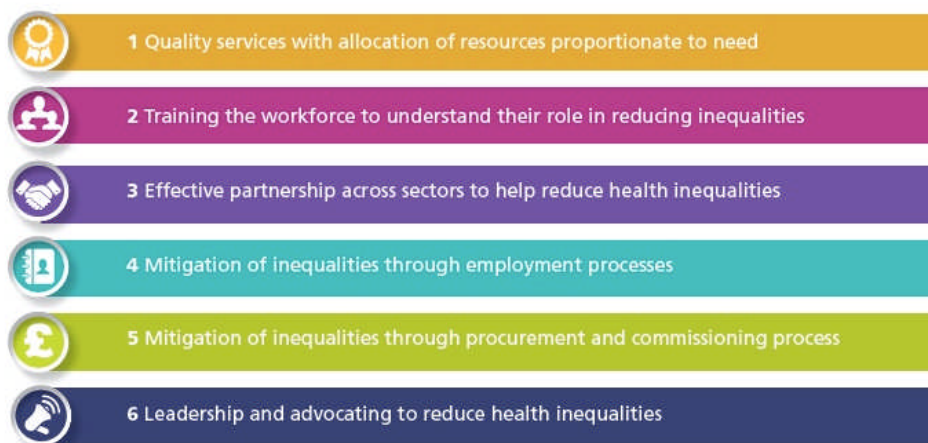 1 Quality services with allocation of resources proportionate to need
2 Training the workforce to understand their role in reducing inequalities
3 Effective partnership across sectors to help reduce health inequalities
4 Mitigation of inequalities through employment processes
5 Mitigation of inequalities through procurement and commissioning process
6 Leadership and advocating to reduce health inequalities